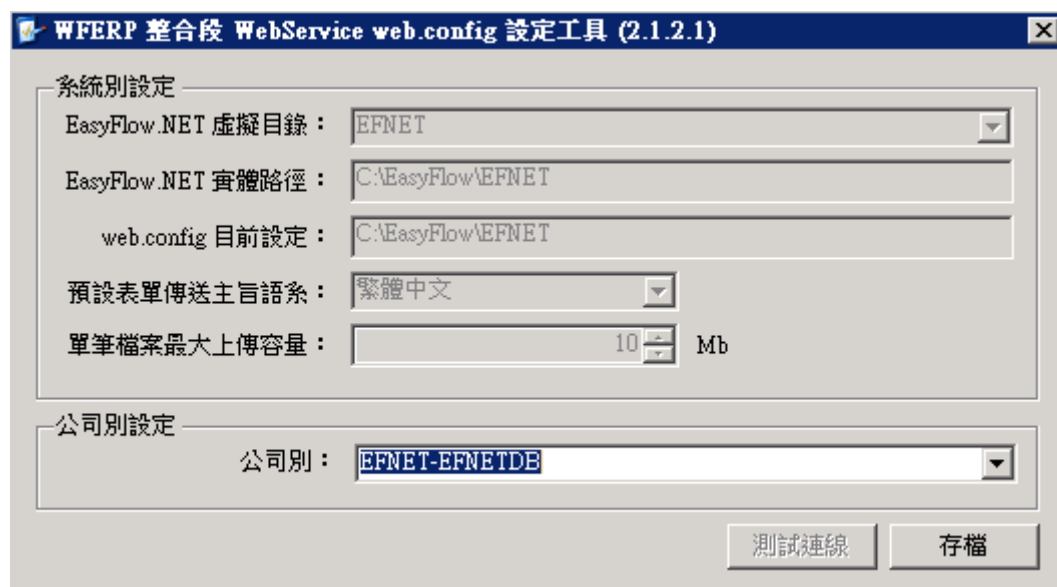 WFERP 整合段 WebService web.config 設定工具 (2.1.2.1)
系統別設定
EasyFlow.NET 虛擬目錄： EFNET
EasyFlow.NET 實體路徑： C:\EasyFlow\EFNET
web.config 目前設定： C:\EasyFlow\EFNET
預設表單傳送主旨語系： 繁體中文
單筆檔案最大上傳容量： 10 Mb
公司別設定
公司別： EFNET-EFNETDB
測試連線 存檔